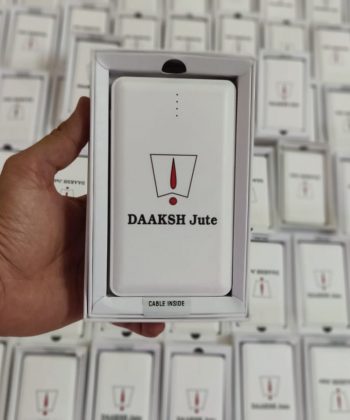 DAAKSH Jute
CABLE INSIDE